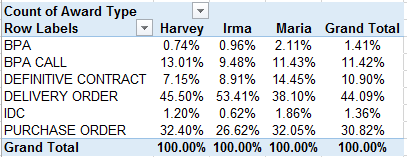 Count of Award Type
Row Labels Harvey Irma Maria Grand Total
BPA 0.74% 0.96% 2.11% 1.41%
BPA CALL 13.01% 9.48% 11.43% 11.42%
DEFINITIVE CONTRACT 7.15% 8.91% 14.45% 10.90%
DELIVERY ORDER 45.50% 53.41% 38.10% 44.09%
IDC 1.20% 0.62% 1.86% 1.36%
PURCHASE ORDER 32.40% 26.62% 32.05% 30.82%
Grand Total 100.00% 100.00% 100.00% 100.00%